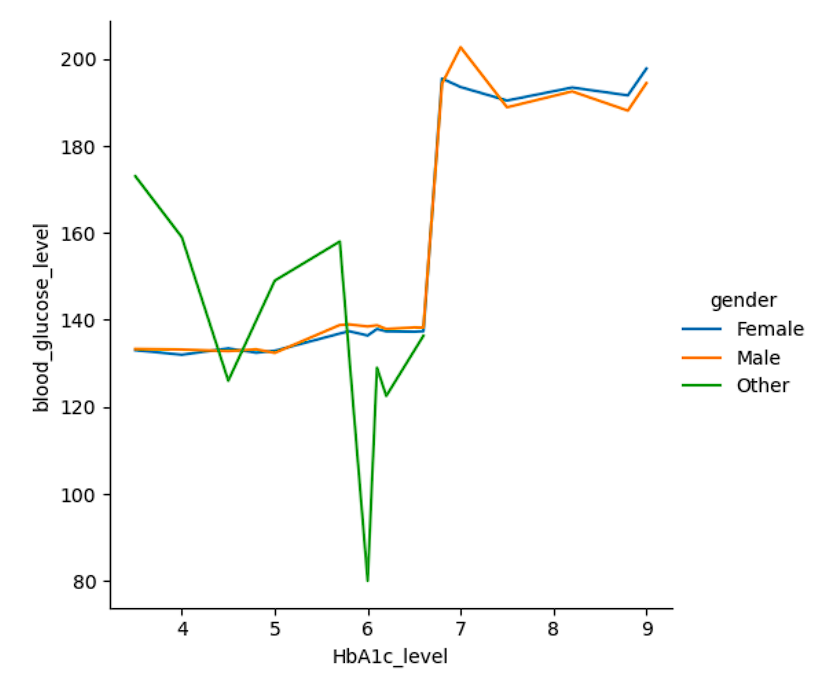 200
180
160
140
120
100
80
blood_glucose_level
4 5 6 7 8 9
HbA1c_level
gender
Female
Male
Other